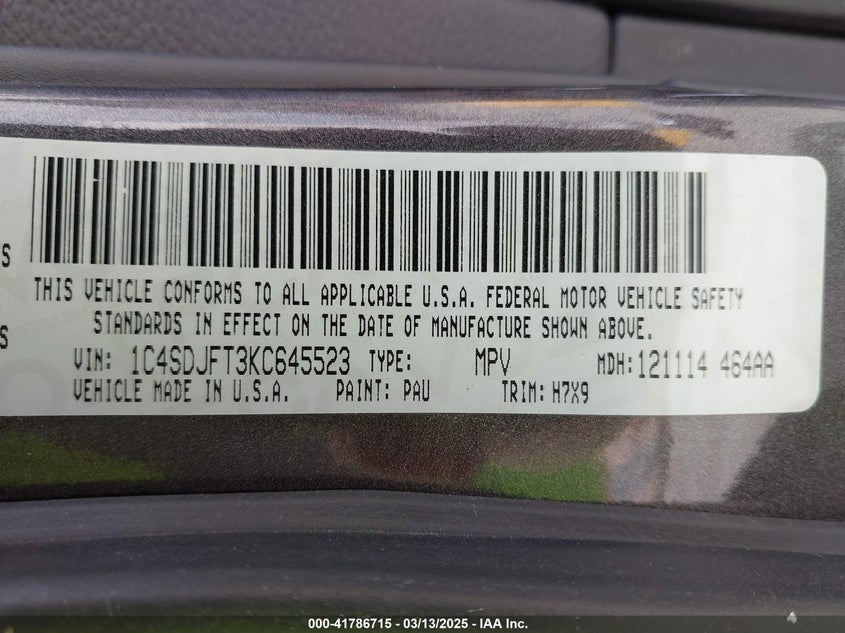 THIS VEHICLE CONFORMS TO ALL APPLICABLE U.S.A. FEDERAL MOTOR VEHICLE SAFETY
STANDARDS IN EFFECT ON THE DATE OF MANUFACTURE SHOWN ABOVE.
VIN: 1C4SDJFT3KC645523 TYPE: MPV MDH:121114 464AA
VEHICLE MADE IN U.S.A. PAINT: PAU TRIM: H7X9
000-41786715 - 03/13/2025 - IAA Inc.